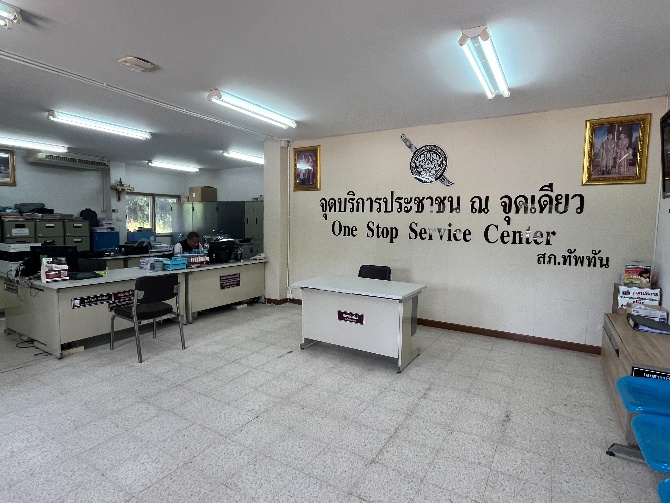 จุดบริการประชาชน ณ จุดเดียว
One Stop Service Center
สภ.ทัพทัน